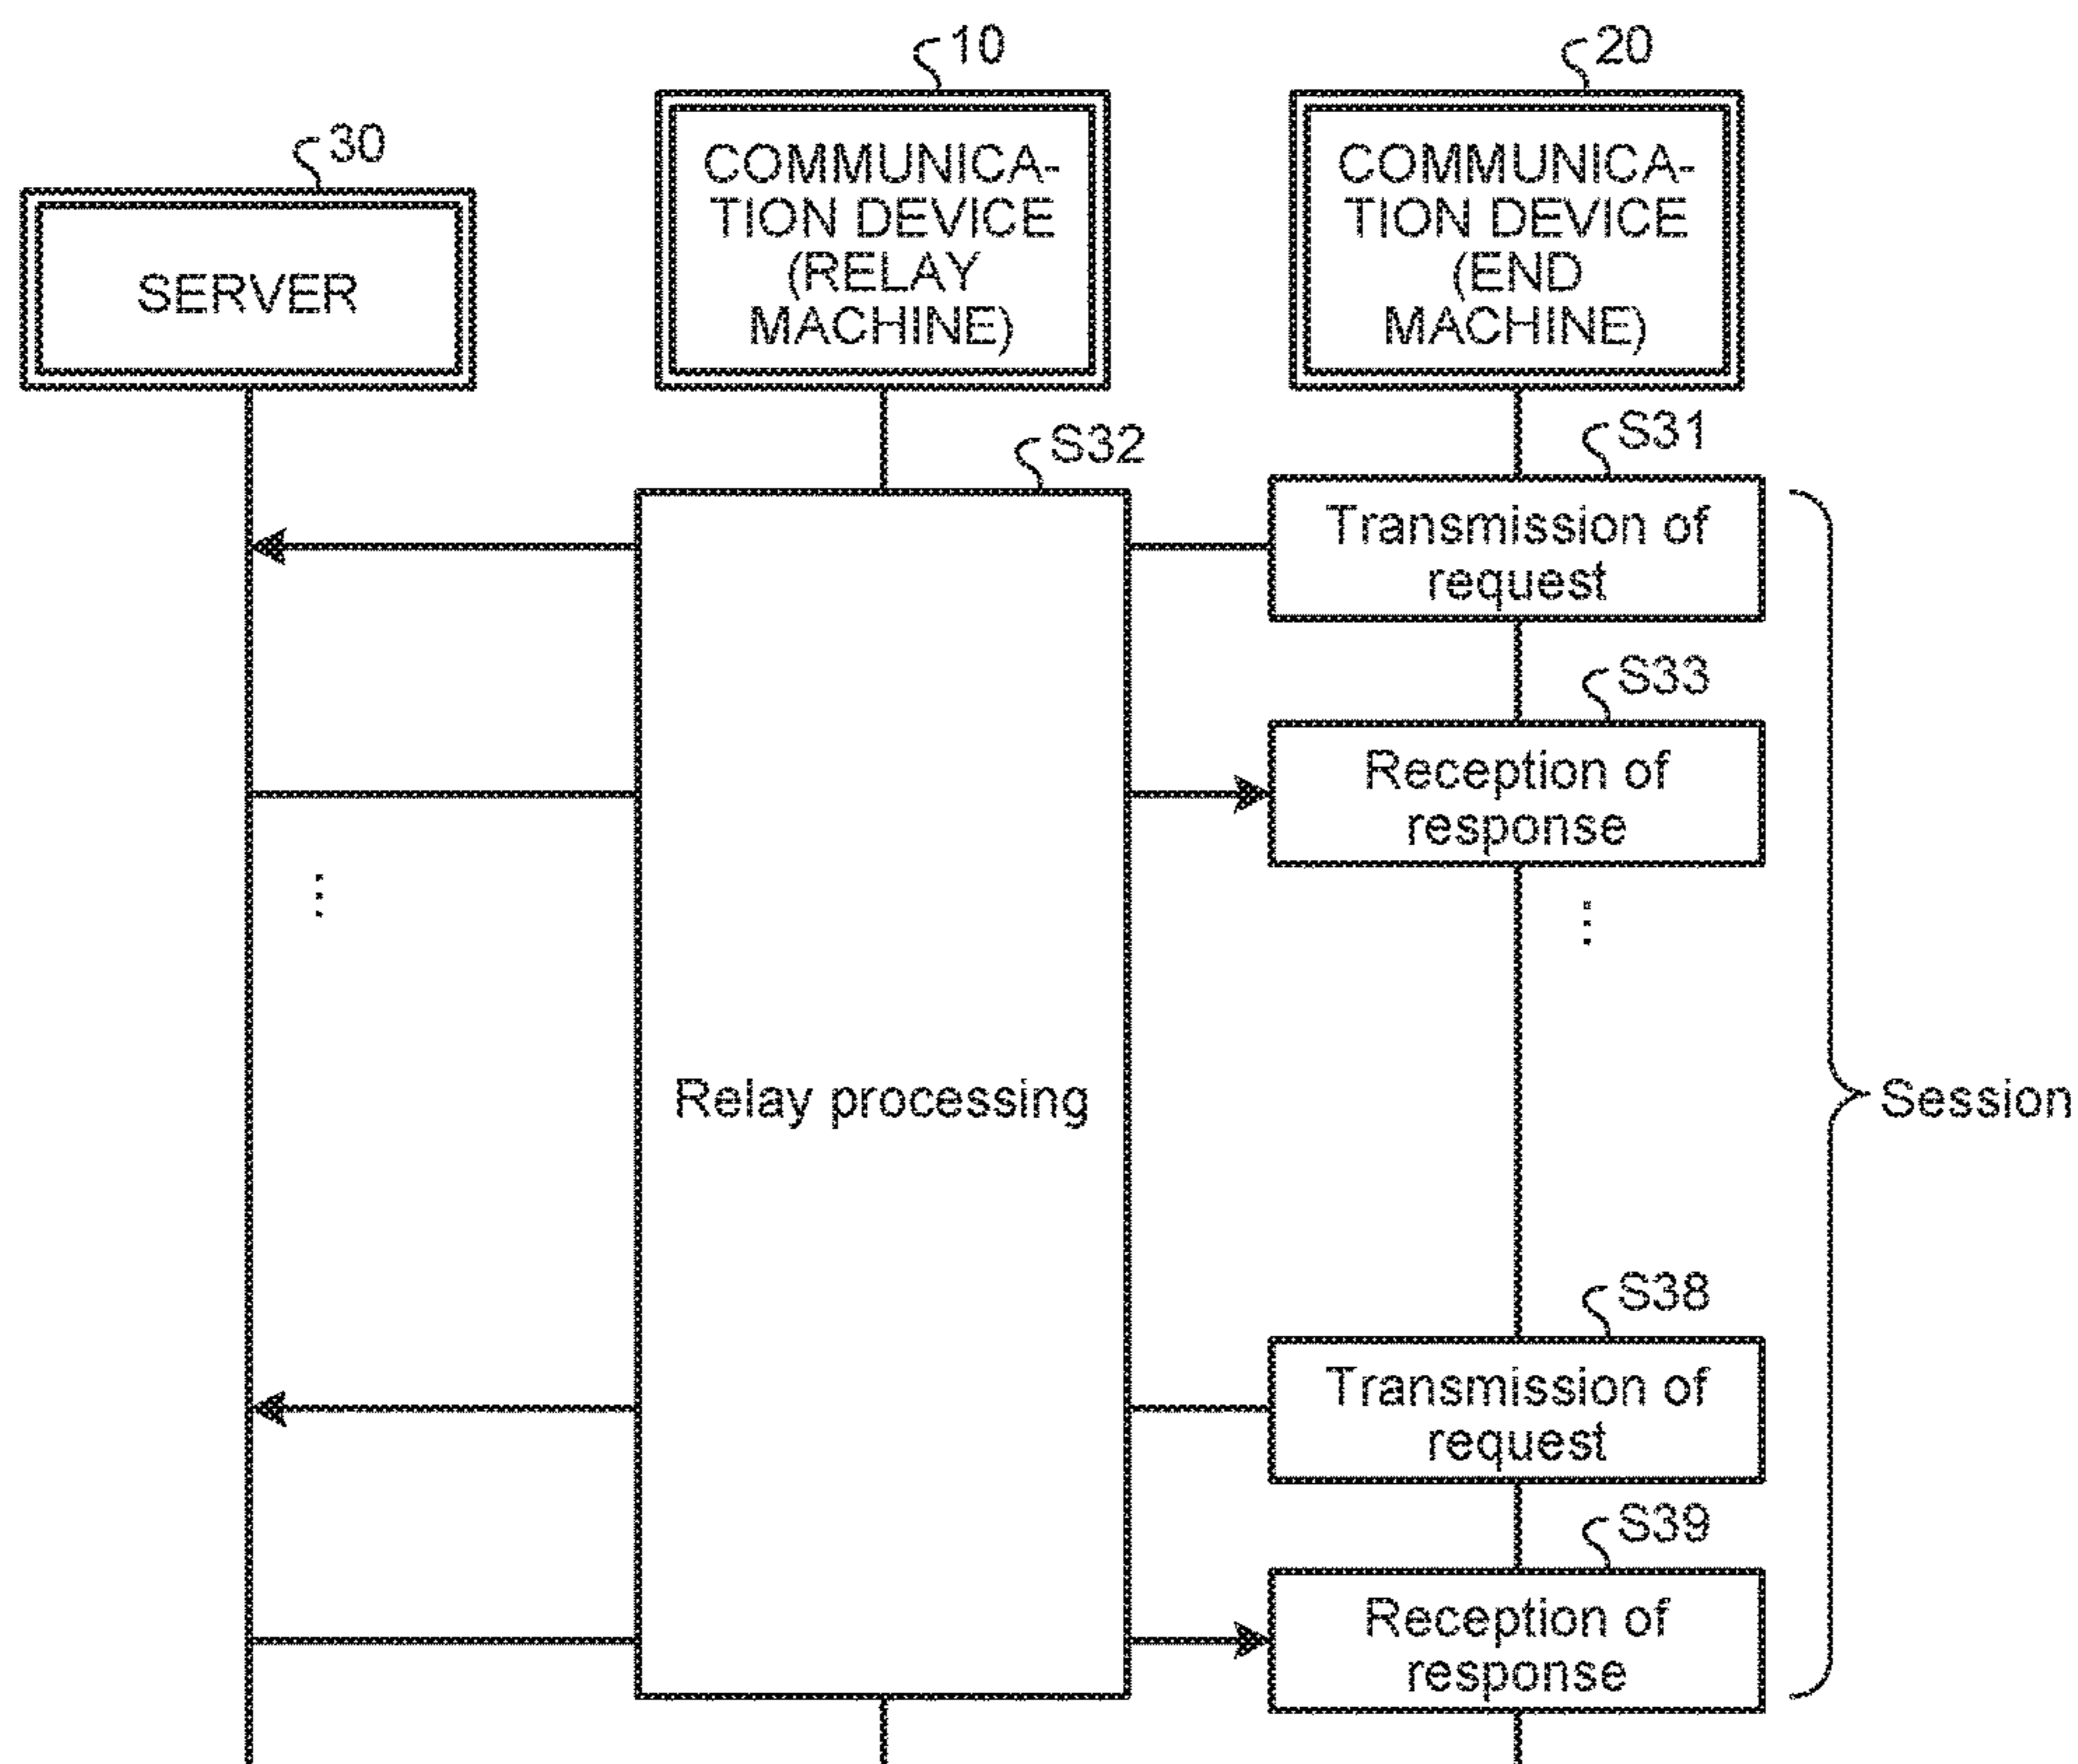 10
20
30
COMMUNICA-
TION DEVICE
(RELAY
MACHINE)
COMMUNICA-
TION DEVICE
(END
MACHINE)
SERVER
S32
S31
Transmission of
request
S33
Reception of
response
Relay processing
Session
S38
Transmission of
request
S39
Reception of
response